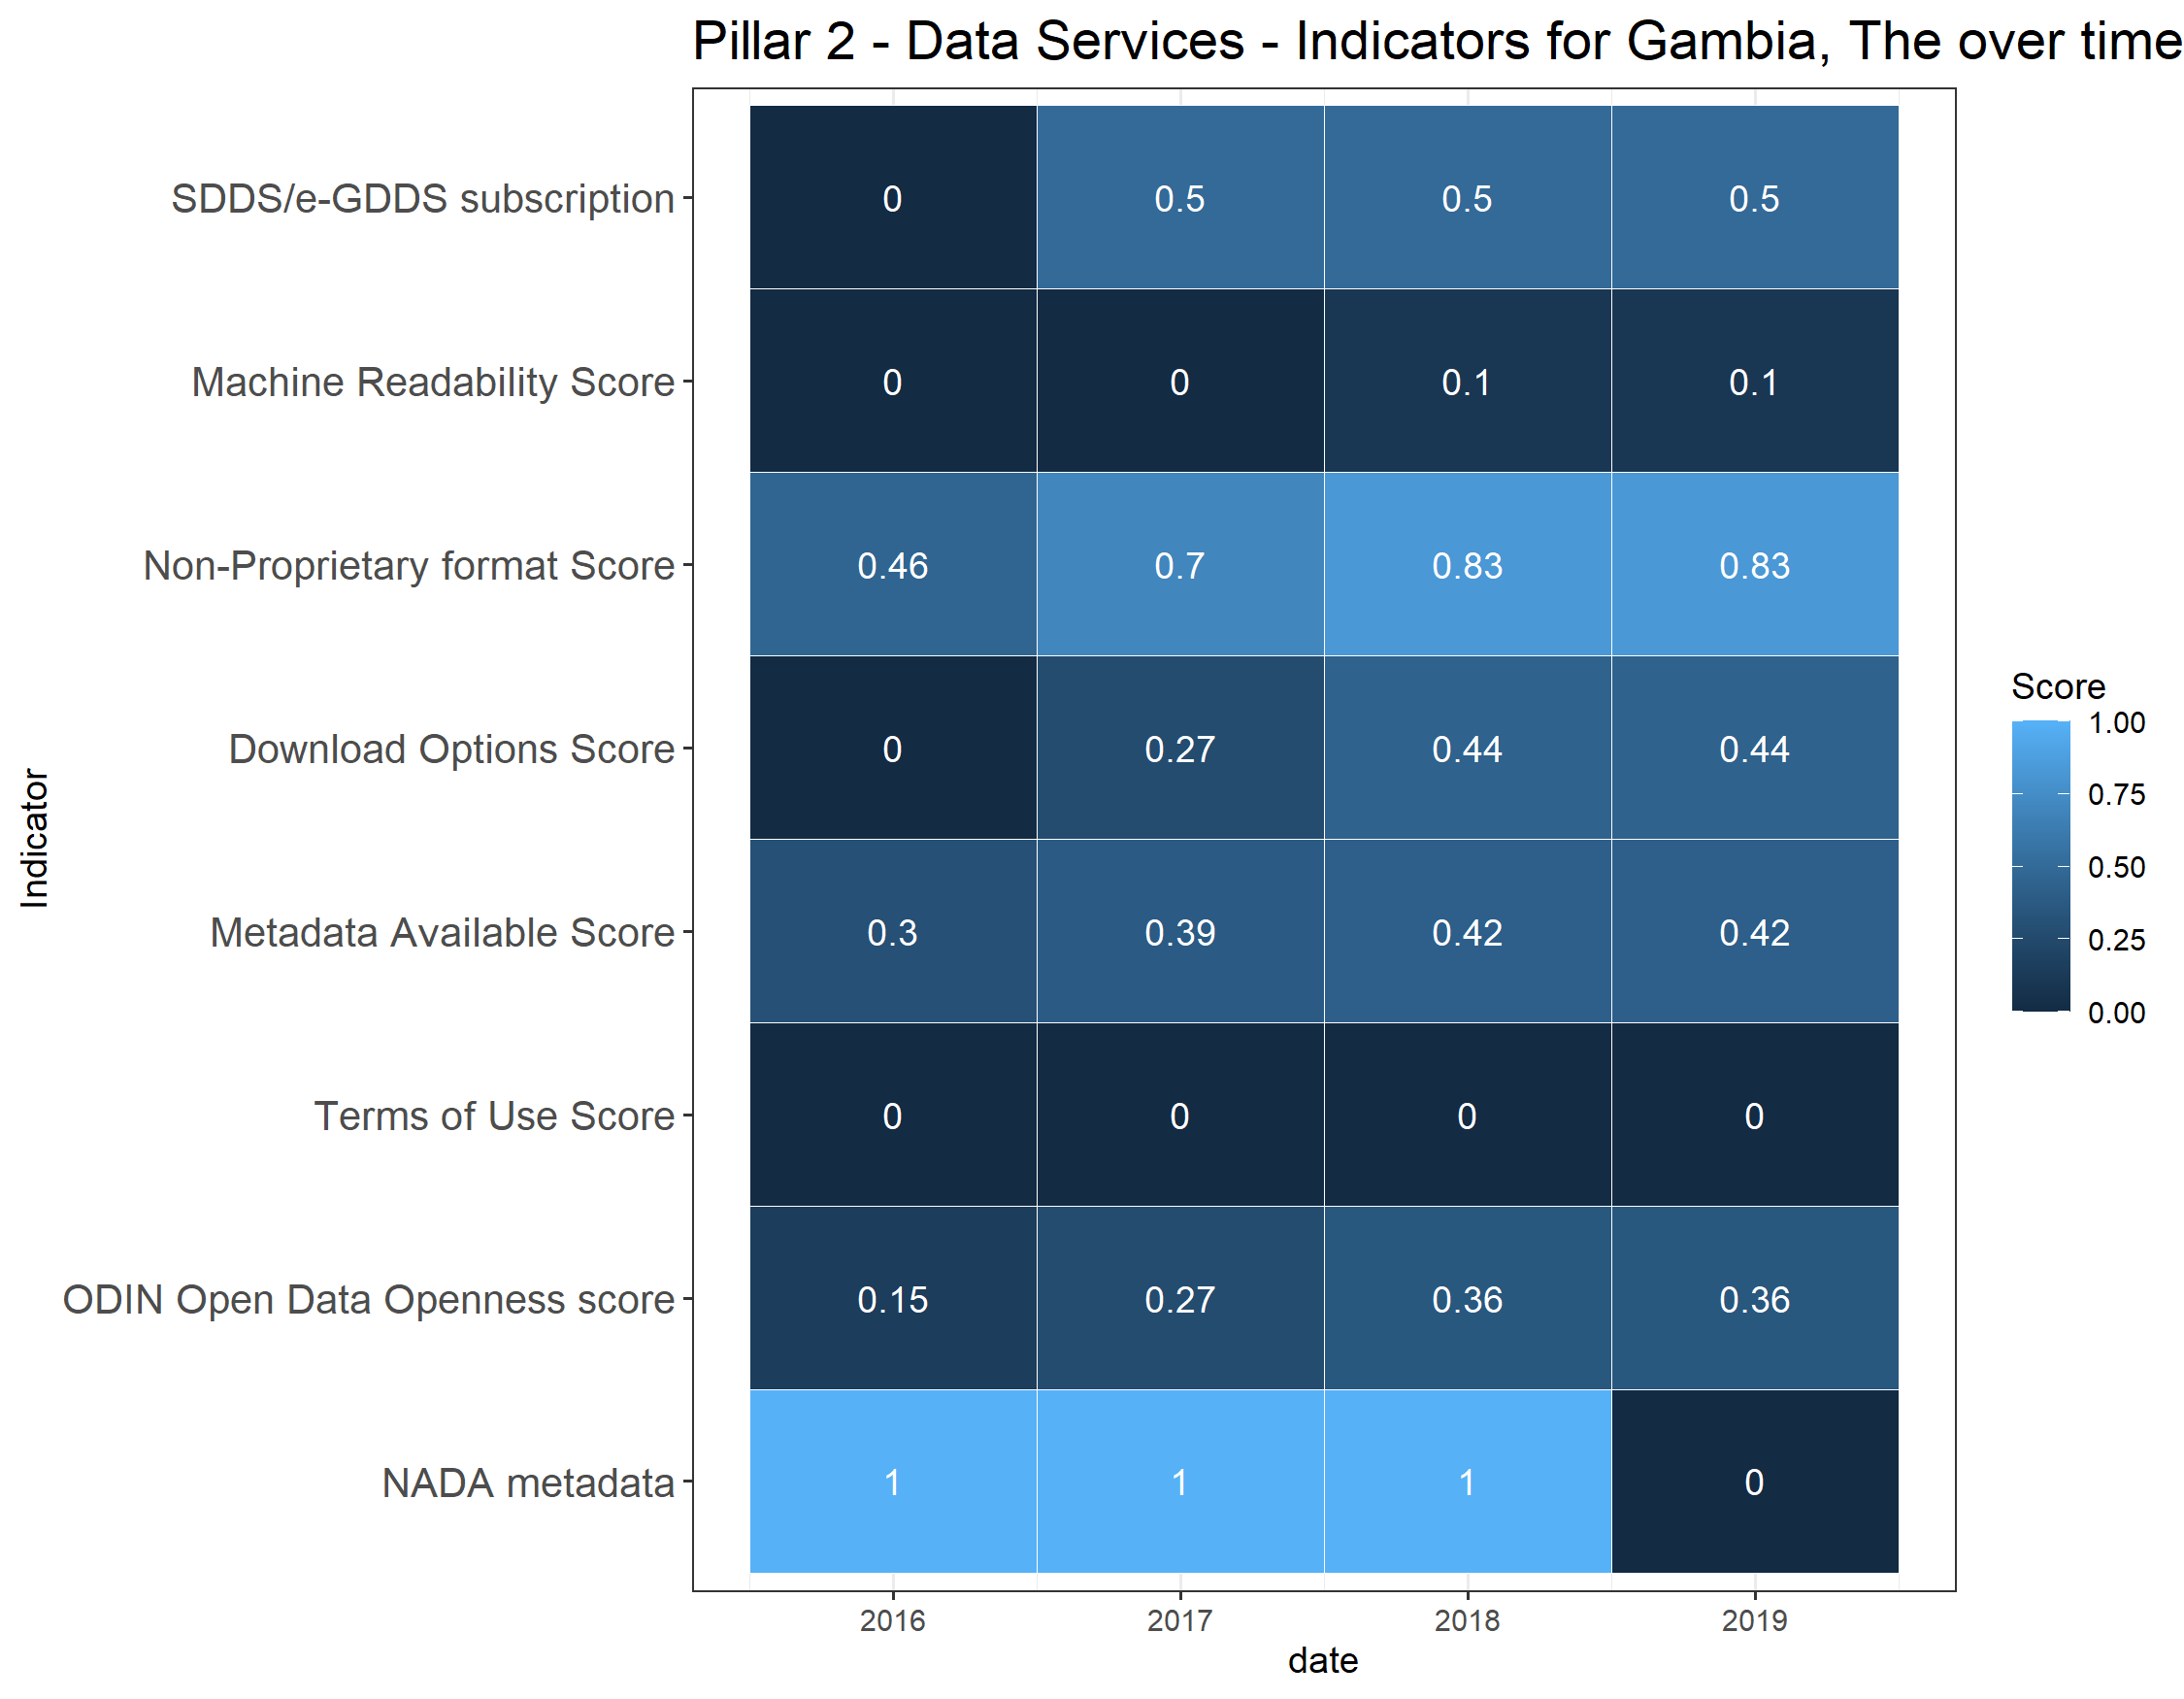 Pillar 2 - Data Services - Indicators for Gambia, The over time
SDDS/e-GDDS subscription 0 0.5 0.5 0.5
Machine Readability Score 0 0 0.1 0.1
Non-Proprietary format Score 0.46 0.7 0.83 0.83
Download Options Score 0 0.27 0.44 0.44
Metadata Available Score 0.3 0.39 0.42 0.42
Terms of Use Score 0 0 0 0
ODIN Open Data Openness score 0.15 0.27 0.36 0.36
NADA metadata 1 1 1 0
2016 2017 2018 2019
date
Indicator
Score
1.00
0.75
0.50
0.25
0.00